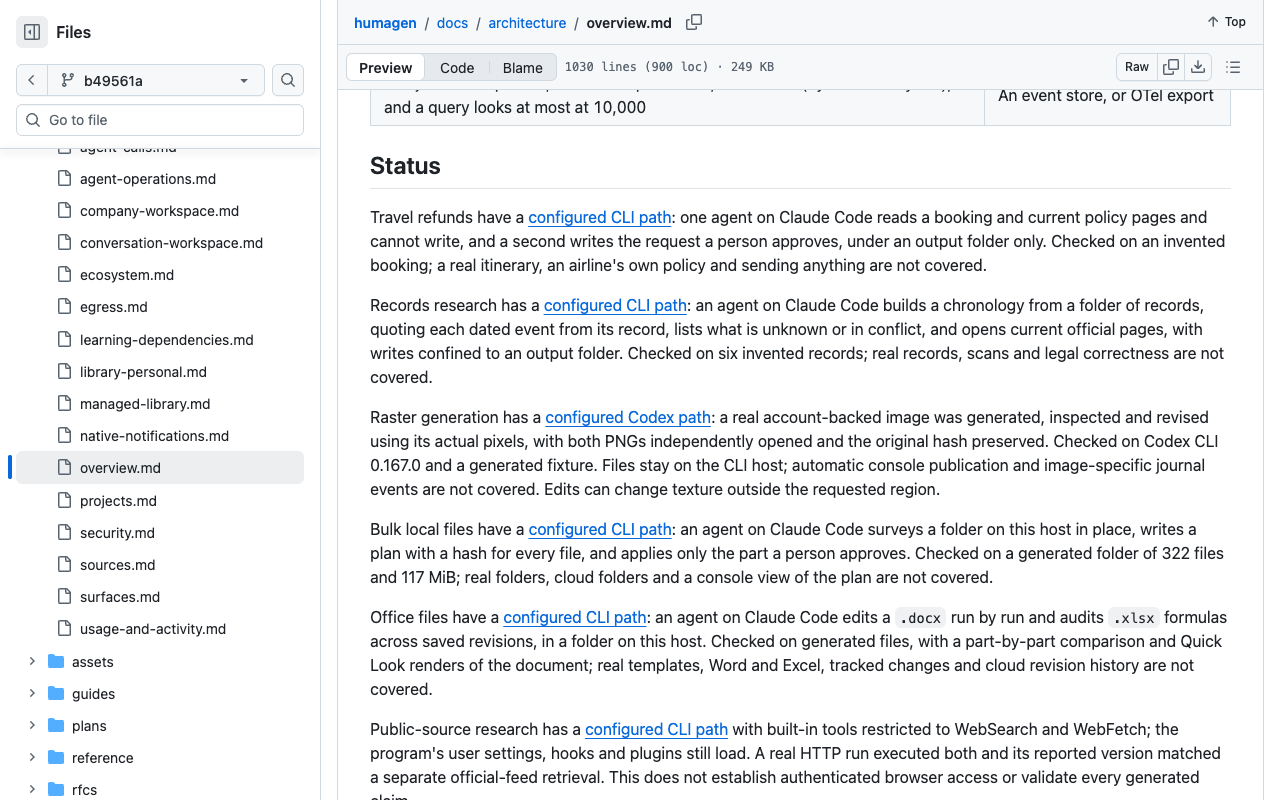 Files
humagen / docs / architecture / overview.md
Top
b49561a
Preview Code Blame 1030 lines (900 loc) · 249 KB
Raw
Go to file
agent-calls.md
agent-operations.md
company-workspace.md
conversation-workspace.md
ecosystem.md
egress.md
learning-dependencies.md
library-personal.md
managed-library.md
native-notifications.md
overview.md
projects.md
security.md
sources.md
surfaces.md
usage-and-activity.md
assets
guides
plans
reference
rfcs
and a query looks at most at 10,000
An event store, or OTel export
Status
Travel refunds have a configured CLI path: one agent on Claude Code reads a booking and current policy pages and
cannot write, and a second writes the request a person approves, under an output folder only. Checked on an invented
booking; a real itinerary, an airline's own policy and sending anything are not covered.
Records research has a configured CLI path: an agent on Claude Code builds a chronology from a folder of records,
quoting each dated event from its record, lists what is unknown or in conflict, and opens current official pages, with
writes confined to an output folder. Checked on six invented records; real records, scans and legal correctness are not
covered.
Raster generation has a configured Codex path: a real account-backed image was generated, inspected and revised
using its actual pixels, with both PNGs independently opened and the original hash preserved. Checked on Codex CLI
0.167.0 and a generated fixture. Files stay on the CLI host; automatic console publication and image-specific journal
events are not covered. Edits can change texture outside the requested region.
Bulk local files have a configured CLI path: an agent on Claude Code surveys a folder on this host in place, writes a
plan with a hash for every file, and applies only the part a person approves. Checked on a generated folder of 322 files
and 117 MiB; real folders, cloud folders and a console view of the plan are not covered.
Office files have a configured CLI path: an agent on Claude Code edits a .docx run by run and audits .xlsx formulas
across saved revisions, in a folder on this host. Checked on generated files, with a part-by-part comparison and Quick
Look renders of the document; real templates, Word and Excel, tracked changes and cloud revision history are not
covered.
Public-source research has a configured CLI path with built-in tools restricted to WebSearch and WebFetch; the
program's user settings, hooks and plugins still load. A real HTTP run executed both and its reported version matched
a separate official-feed retrieval. This does not establish authenticated browser access or validate every generated